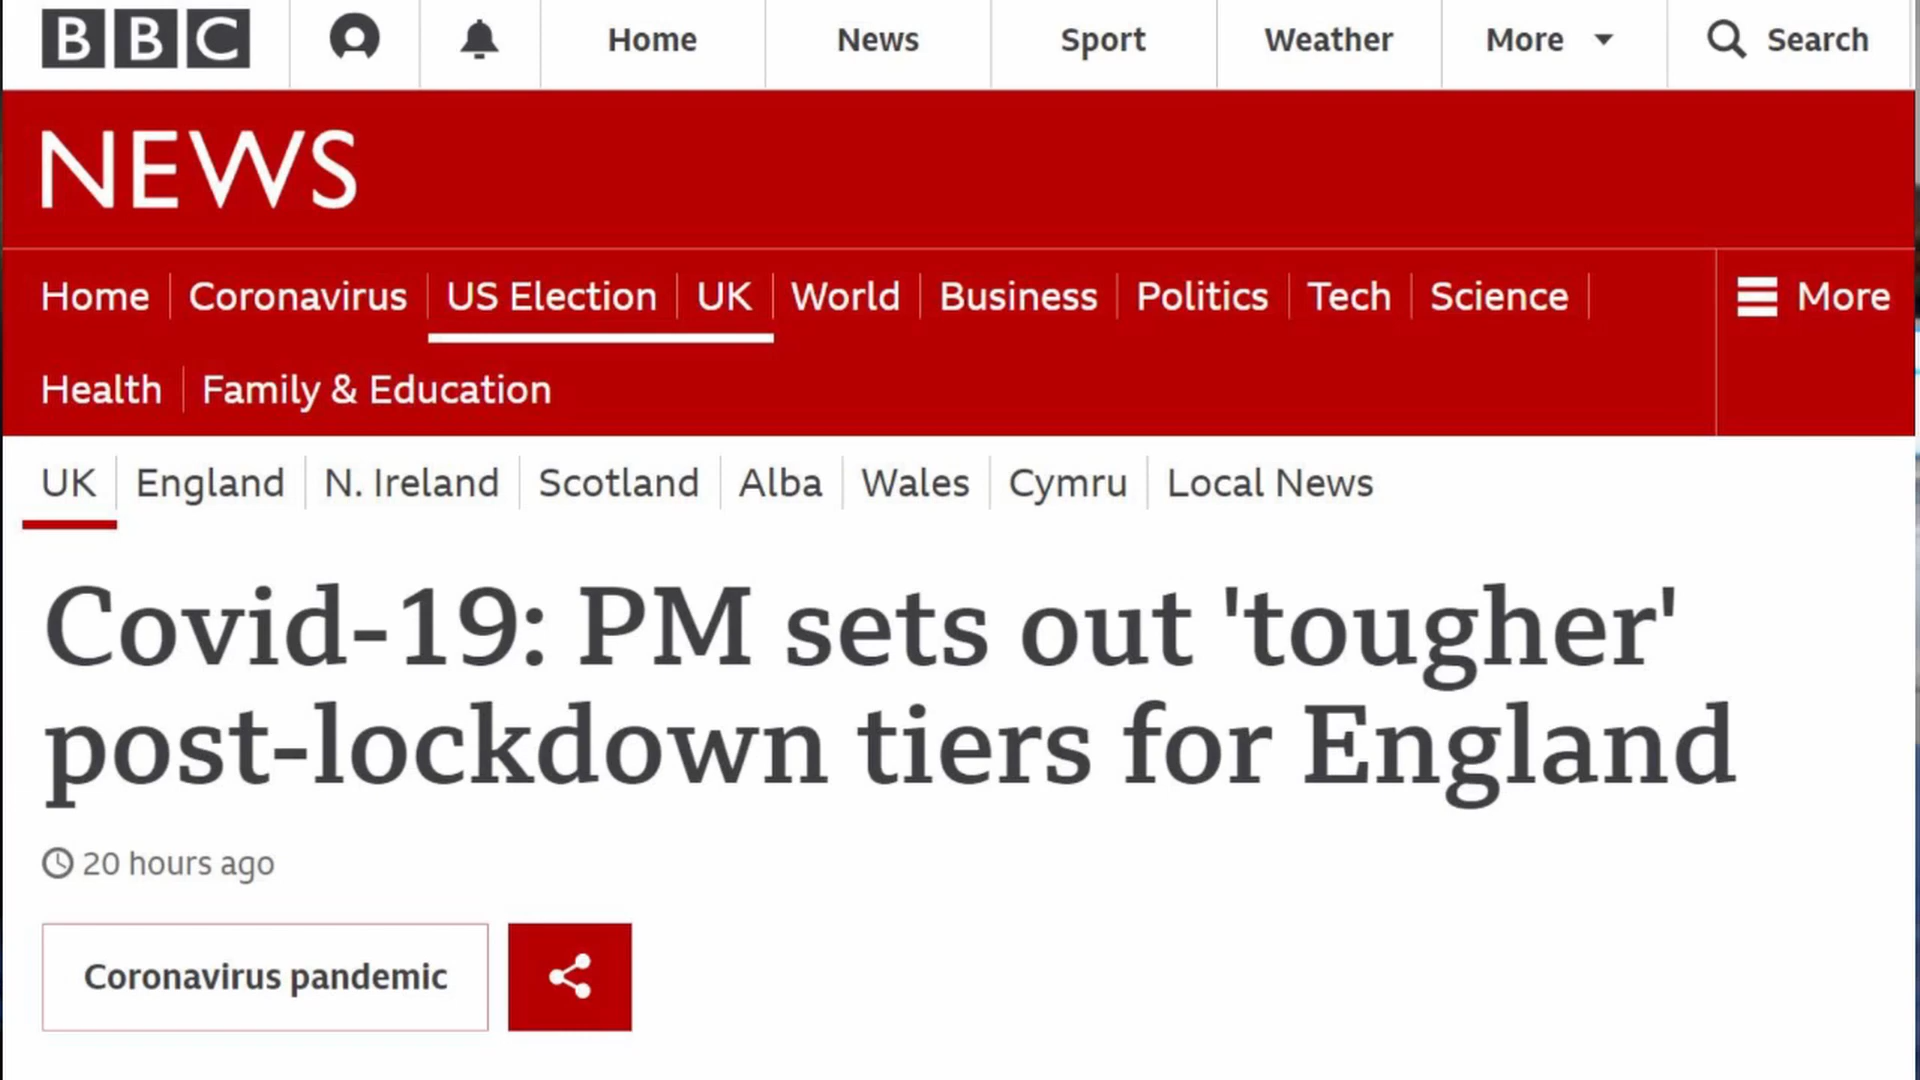 BBC Home News Sport Weather More Search
NEWS
Home Coronavirus US Election UK World Business Politics Tech Science More
Health Family & Education
UK England N. Ireland Scotland Alba Wales Cymru Local News
Covid-19: PM sets out 'tougher'
post-lockdown tiers for England
20 hours ago
Coronavirus pandemic